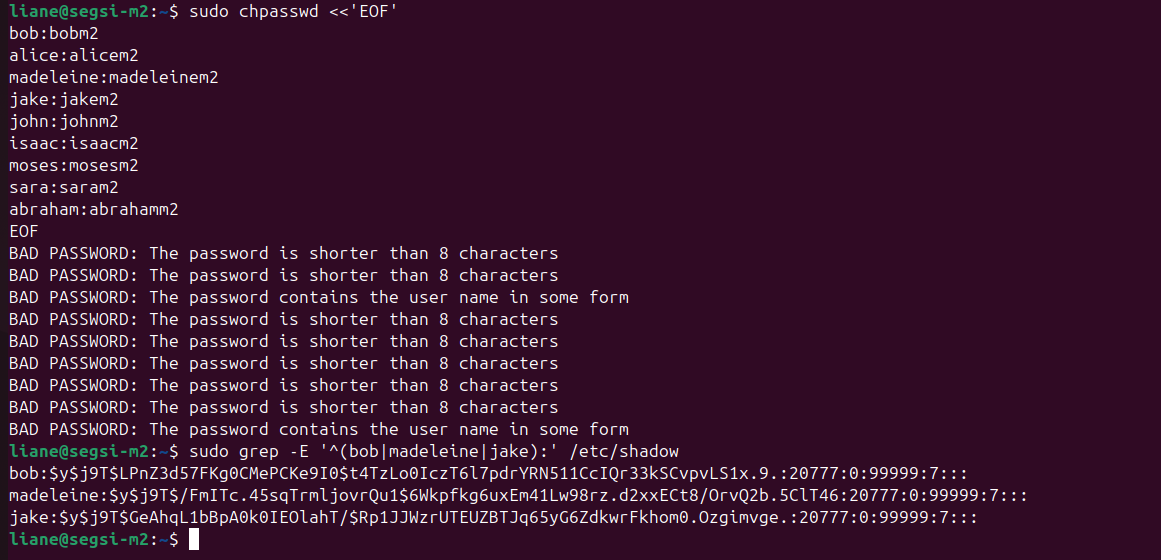 liane@segsi-m2:~$ sudo chpasswd <<'EOF'
bob:bobm2
alice:alicem2
madeleine:madeleinem2
jake:jakem2
john:johnm2
isaac:isaacm2
moses:mosesm2
sara:saram2
abraham:abrahamm2
EOF
BAD PASSWORD: The password is shorter than 8 characters
BAD PASSWORD: The password is shorter than 8 characters
BAD PASSWORD: The password contains the user name in some form
BAD PASSWORD: The password is shorter than 8 characters
BAD PASSWORD: The password is shorter than 8 characters
BAD PASSWORD: The password is shorter than 8 characters
BAD PASSWORD: The password is shorter than 8 characters
BAD PASSWORD: The password is shorter than 8 characters
BAD PASSWORD: The password contains the user name in some form
liane@segsi-m2:~$ sudo grep -E '^(bob|madeleine|jake):' /etc/shadow
bob:$y$j9T$LPnZ3d57FKg0CMePCKe9I0$t4TzLo0IczT6l7pdrYRN511CcIQr33kSCvpvLS1x.9.:20777:0:99999:7:::
madeleine:$y$j9T$/FmITc.45sqTrmljovrQu1$6Wkpfkg6uxEm41Lw98rz.d2xxECt8/OrvQ2b.5ClT46:20777:0:99999:7:::
jake:$y$j9T$GeAhqL1bBpA0k0IEOlahT/$Rp1JJWzrUTEUZBTJq65yG6ZdkwrFkhom0.Ozgimvge.:20777:0:99999:7:::
liane@segsi-m2:~$